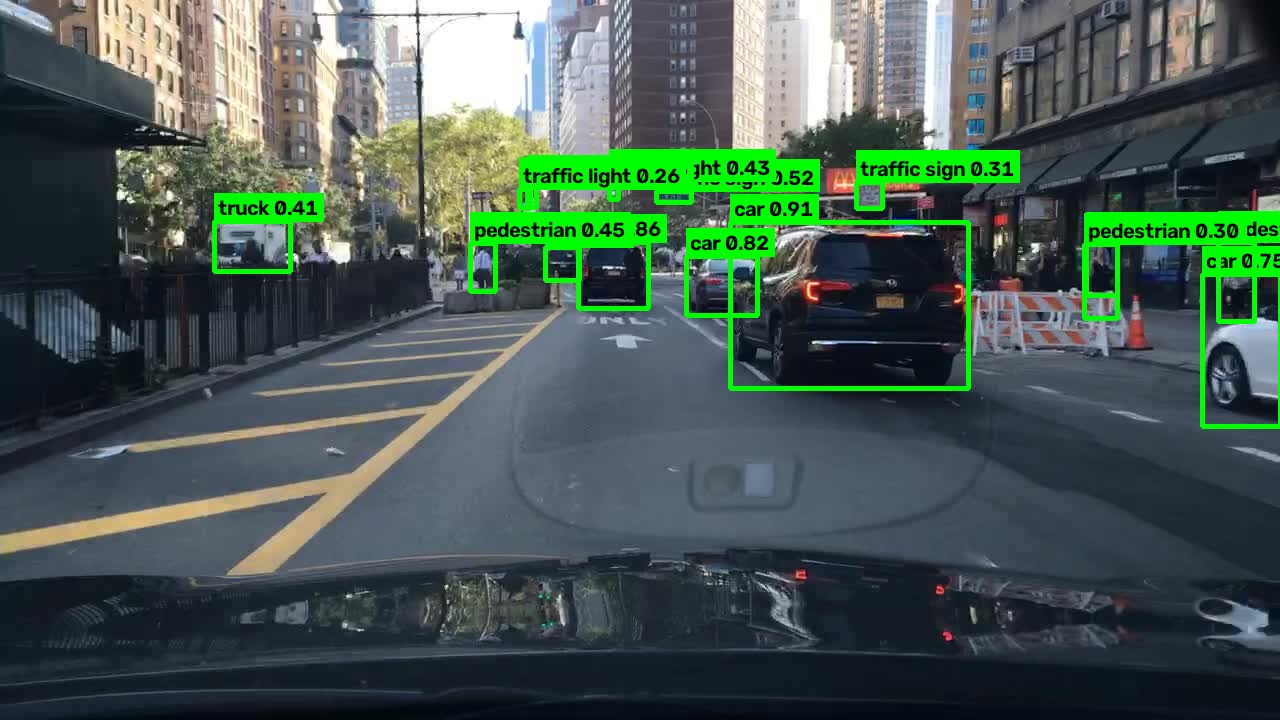 traffic light 0.26
ght 0.43
0.52
traffic sign 0.31
truck 0.41
car 0.91
pedestrian 0.45
86
car 0.82
pedestrian 0.30
dest
car 0.75
ONLY